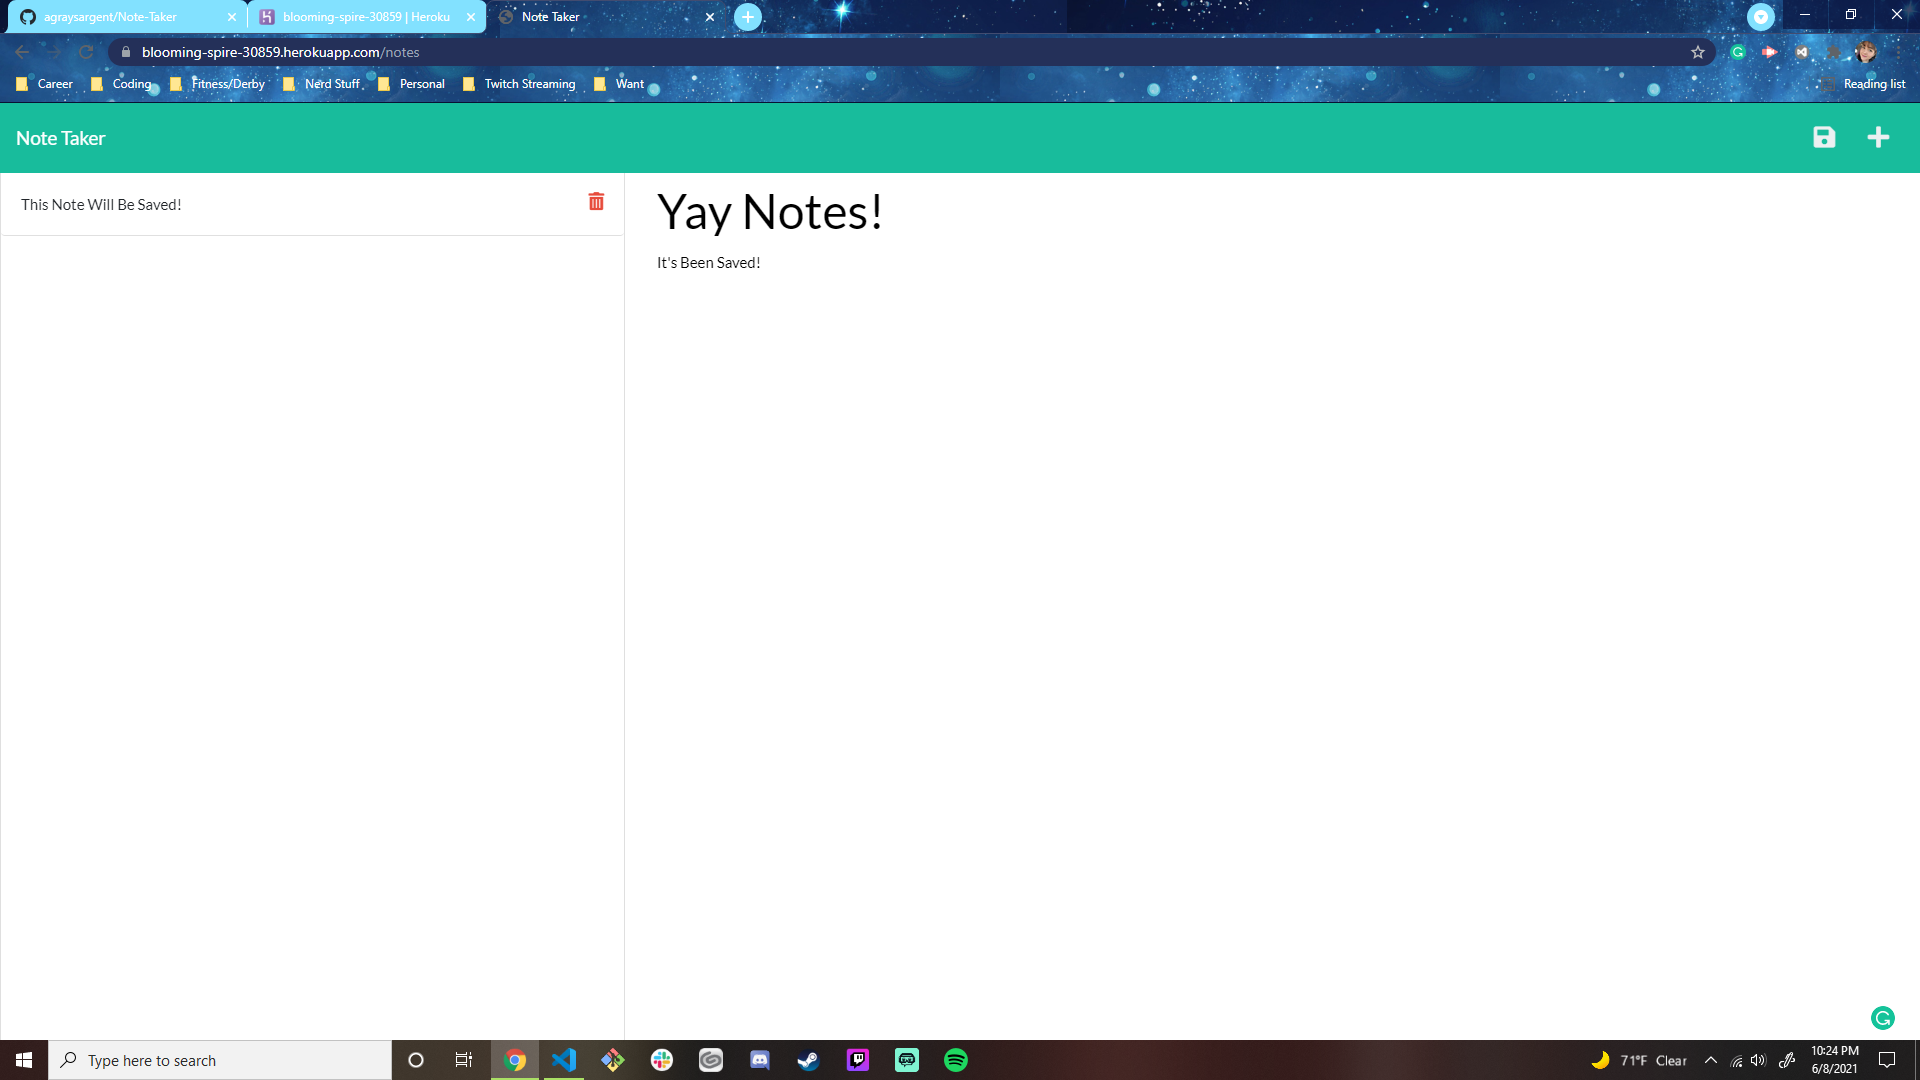 agraysargent/Note-Taker
blooming-spire-30859 | Heroku
Note Taker
blooming-spire-30859.herokuapp.com/notes
Career
Coding
Fitness/Derby
Nerd Stuff
Personal
Twitch Streaming
Want
Reading list
Note Taker
This Note Will Be Saved!
Yay Notes!
It's Been Saved!
Type here to search
71°F Clear
10:24 PM
6/8/2021